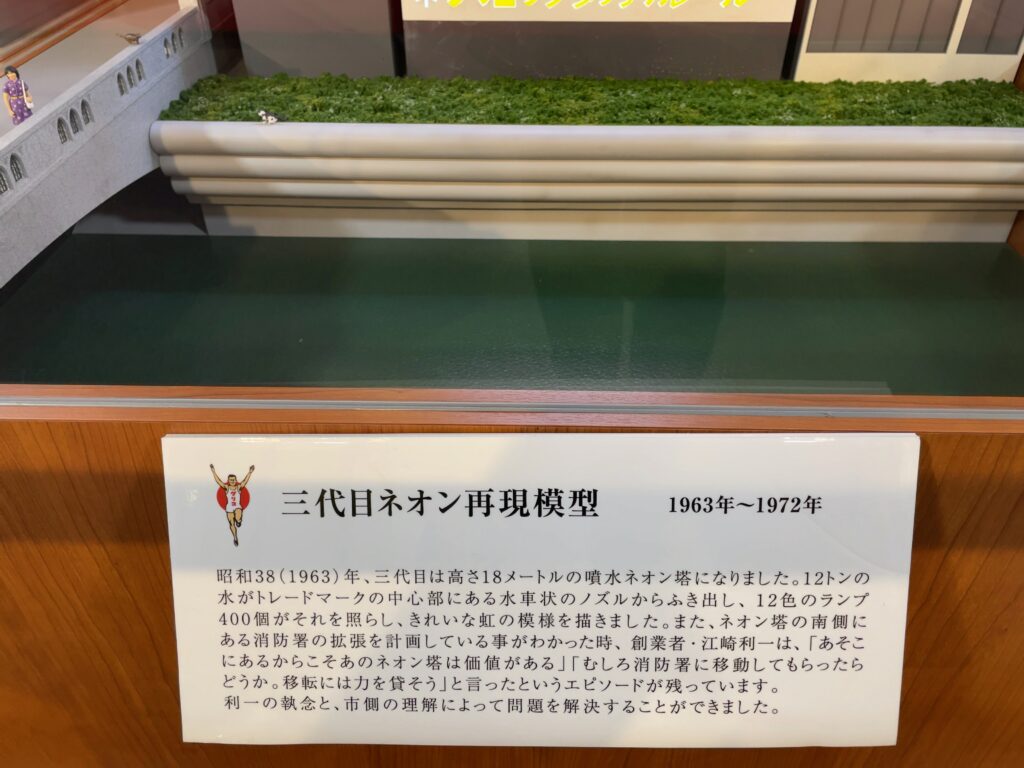 グリコ
三代目ネオン再現模型
1963年〜1972年
昭和38(1963)年、三代目は高さ18メートルの噴水ネオン塔になりました。12トンの
水がトレードマークの中心部にある水車状のノズルからふき出し、12色のランプ
400個がそれを照らし、きれいな虹の模様を描きました。また、ネオン塔の南側に
ある消防署の拡張を計画している事がわかった時、創業者・江崎利一は、「あそこ
にあるからこそあのネオン塔は価値がある」「むしろ消防署に移動してもらったら
どうか。移転には力を貸そう」と言ったというエピソードが残っています。
利一の執念と、市側の理解によって問題を解決することができました。